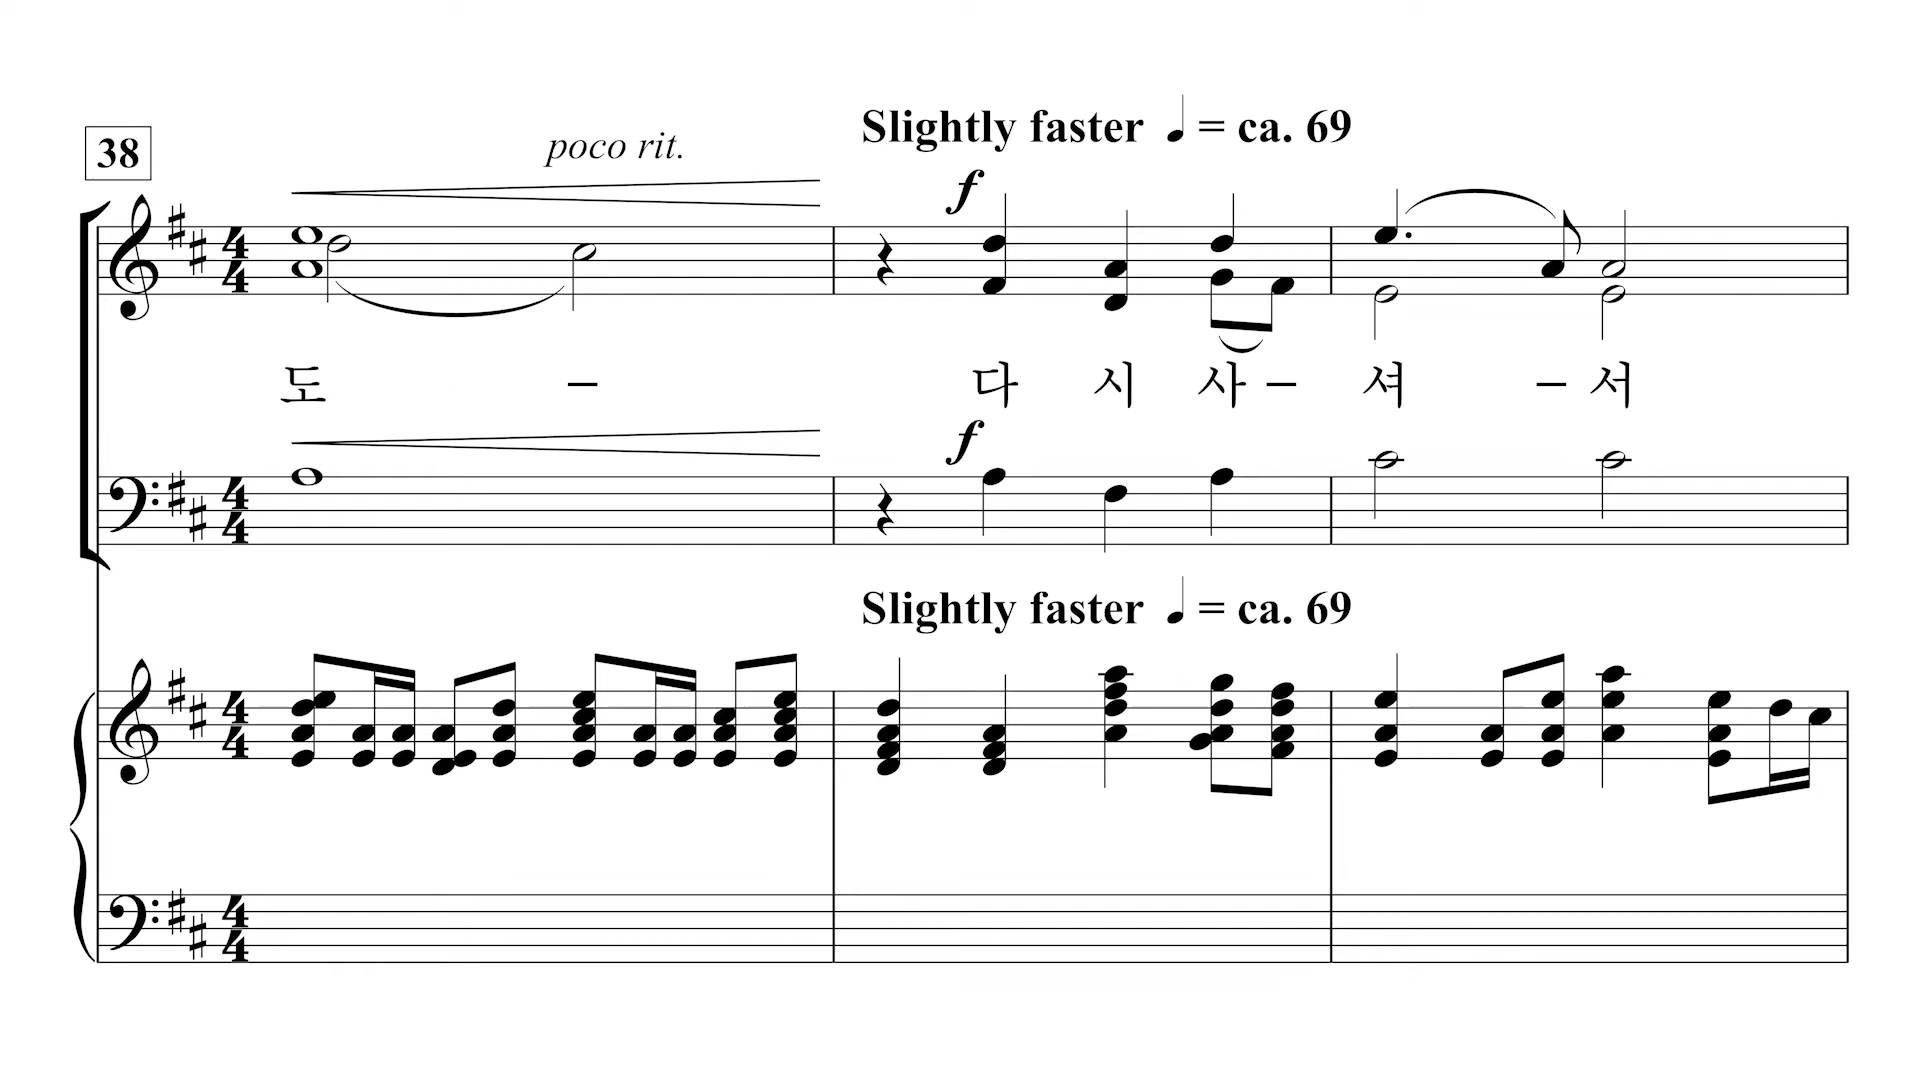 Slightly faster ♩ = ca. 69
38
poco rit.
f
도 – 다 시 사 – 셔 – 서
f
Slightly faster ♩ = ca. 69